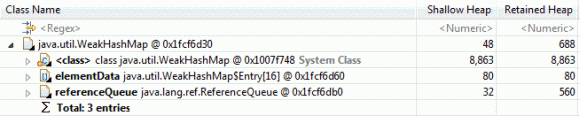 Class Name Shallow Heap Retained Heap
<Regex> <Numeric> <Numeric>
java.util.WeakHashMap @ 0x1fcf6d30 48 688
<class> class java.util.WeakHashMap @ 0x1007f748 System Class 8,863 8,863
elementData java.util.WeakHashMap$Entry[16] @ 0x1fcf6d60 80 80
referenceQueue java.lang.ref.ReferenceQueue @ 0x1fcf6db0 32 560
Σ Total: 3 entries